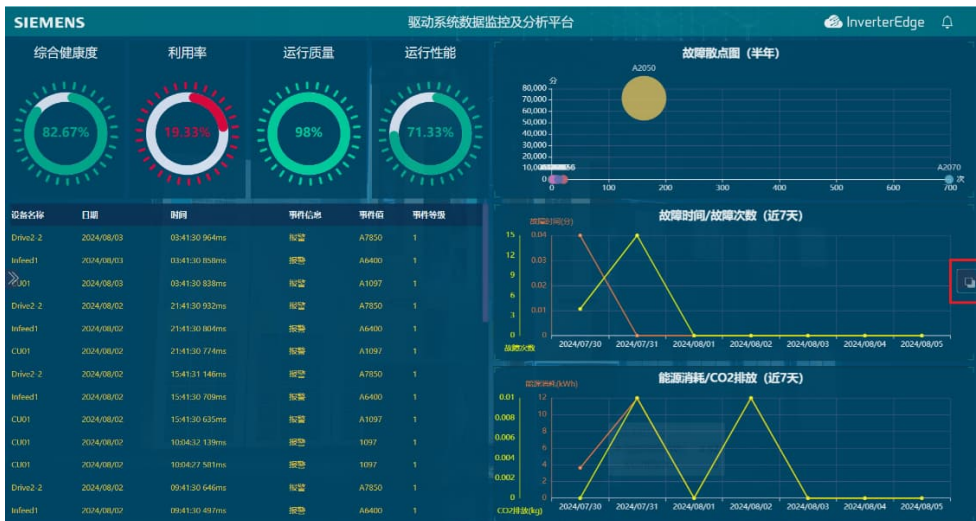 SIEMENS 驱动系统数据监控及分析平台 InverterEdge
综合健康度 利用率 运行质量 运行性能
82.67% 19.33% 98% 71.33%
故障散点图（半年）
A2050
分
80,000
70,000
60,000
50,000
40,000
30,000
20,000
10,000
0
A2070
次
0 100 200 300 400 500 600 700
设备名称 日期 时间 事件信息 事件值 事件等级
Drive2-2 2024/08/03 03:41:30 964ms 报警 A7850 1
Infeed1 2024/08/03 03:41:30 858ms 报警 A6400 1
U01 2024/08/03 03:41:30 838ms 报警 A1097 1
Drive2-2 2024/08/02 21:41:30 932ms 报警 A7850 1
Infeed1 2024/08/02 21:41:30 804ms 报警 A6400 1
CU01 2024/08/02 21:41:30 774ms 报警 A1097 1
Drive2-2 2024/08/02 15:41:31 146ms 报警 A7850 1
Infeed1 2024/08/02 15:41:30 709ms 报警 A6400 1
CU01 2024/08/02 15:41:30 635ms 报警 A1097 1
CU01 2024/08/02 10:04:32 139ms 报警 1097 1
CU01 2024/08/02 10:04:27 581ms 报警 1097 1
Drive2-2 2024/08/02 09:41:30 646ms 报警 A7850 1
Infeed1 2024/08/02 09:41:30 497ms 报警 A6400 1
故障时间/故障次数（近7天）
故障时间(分)
15 0.04
12 0.03
9
6 0.02
3 0.01
0 0
故障次数
2024/07/30 2024/07/31 2024/08/01 2024/08/02 2024/08/03 2024/08/04 2024/08/05
能源消耗/CO2排放（近7天）
能源消耗(kWh)
0.01 12
0.008 10
0.006 8
6
0.004 4
0.002 2
0 0
CO2排放(kg)
2024/07/30 2024/07/31 2024/08/01 2024/08/02 2024/08/03 2024/08/04 2024/08/05